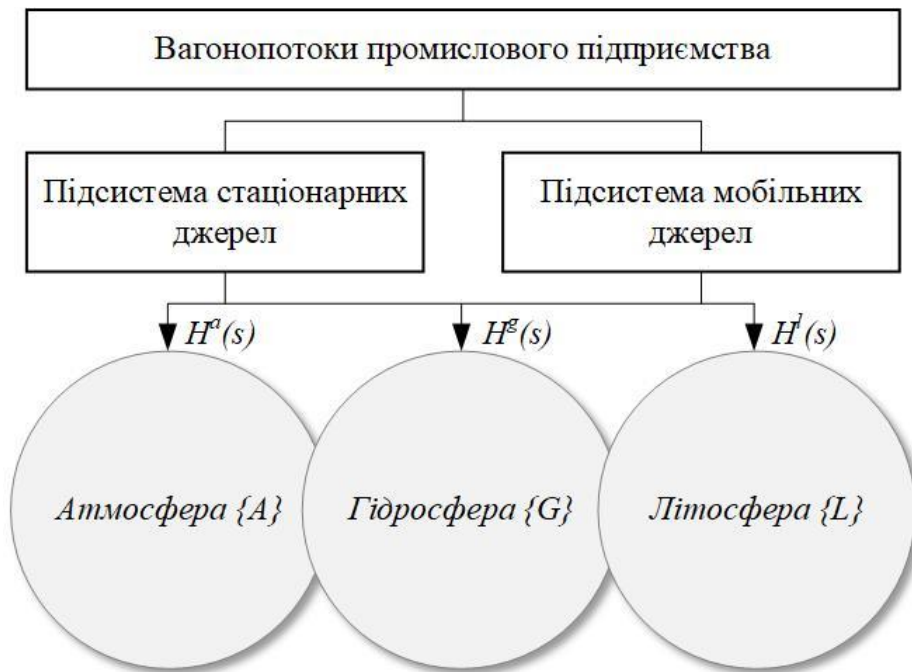 Вагонопотоки промислового підприємства
Підсистема стаціонарних
джерел
Підсистема мобільних
джерел
Hᵃ(s)
Hᵍ(s)
Hˡ(s)
Атмосфера {A}
Гідросфера {G}
Літосфера {L}